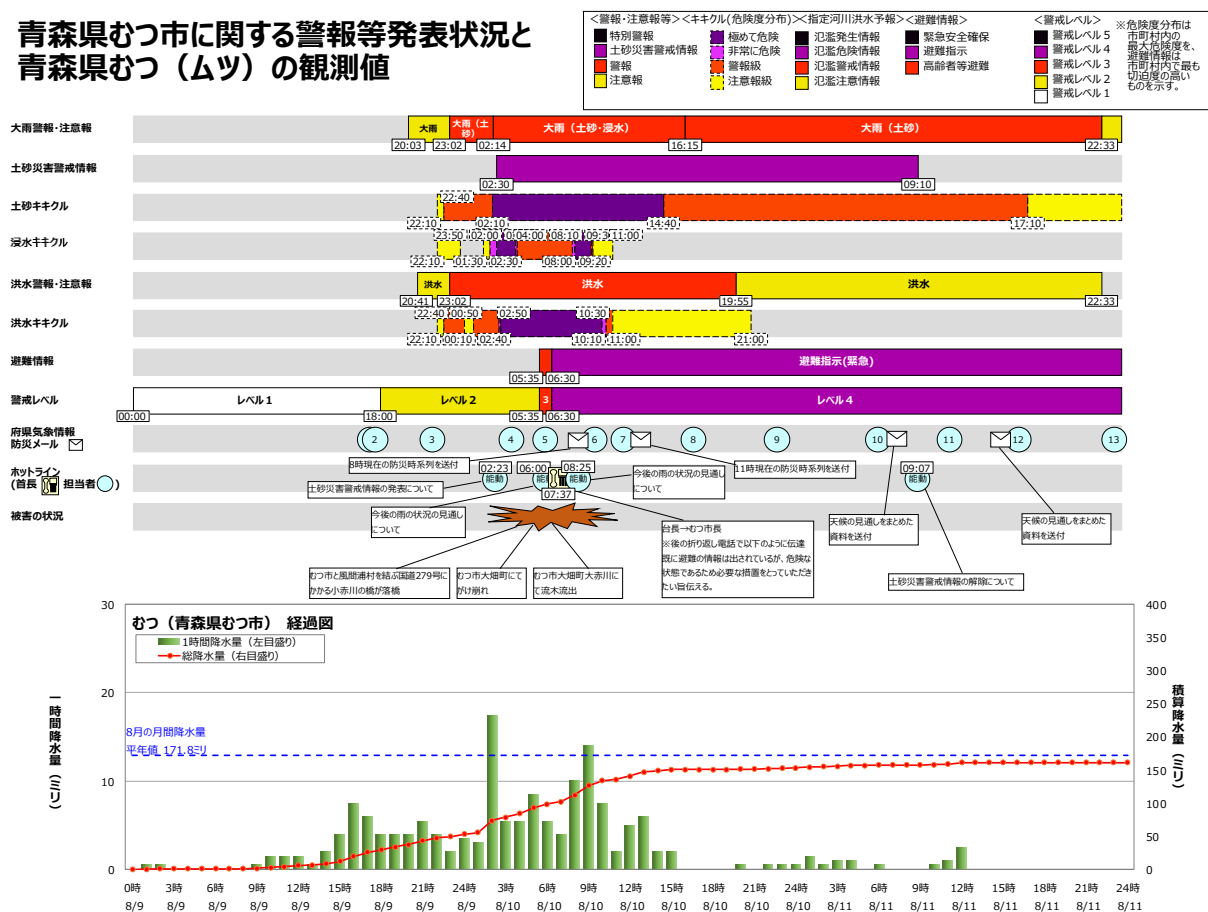 青森県むつ市に関する警報等発表状況と
青森県むつ（ムツ）の観測値
<警報・注意報等>
特別警報
土砂災害警戒情報
警報
注意報
<キキクル(危険度分布)>
極めて危険
非常に危険
警報級
注意報級
<指定河川洪水予報>
氾濫発生情報
氾濫危険情報
氾濫警戒情報
氾濫注意情報
<避難情報>
緊急安全確保
避難指示
高齢者等避難
<警戒レベル>
警戒レベル５
警戒レベル４
警戒レベル３
警戒レベル２
警戒レベル１
※危険度分布は
市町村内の
最大危険度を、
避難情報は
市町村内で最も
切迫度の高い
ものを示す。
大雨警報・注意報
大雨
大雨（土
砂）
大雨（土砂・浸水）
大雨（土砂）
20:03 23:02 02:14 16:15 22:33
土砂災害警戒情報
02:30 09:10
土砂キキクル
22:40
22:10 02:10 14:40 17:10
浸水キキクル
23:50 02:00 04:00 08:10 11:00
22:10 01:30 02:30 08:00 09:20
洪水警報・注意報
洪水 洪水 洪水
20:41 23:02 19:55 22:33
洪水キキクル
22:40 00:50 02:50 10:30
22:10 00:10 02:40 10:10 11:00 21:00
避難情報
避難指示(緊急)
05:35 06:30
警戒レベル
レベル１ レベル２ 3 レベル４
00:00 18:00 05:35 06:30
府県気象情報
防災メール
2 3 4 5 6 7 8 9 10 11 12 13
8時現在の防災時系列を送付
11時現在の防災時系列を送付
ホットライン
(首長 担当者 )
02:23 06:00 08:25 09:07
能動 能動 能動
07:37
土砂災害警戒情報の発表について
今後の雨の状況の見通し
について
今後の雨の状況の見通し
について
被害の状況
台長→むつ市長
※後の折り返し電話で以下のように伝達
既に避難の情報は出されているが、危険な
状態であるため必要な措置をとっていただき
たい旨伝える。
天候の見通しをまとめた
資料を送付
天候の見通しをまとめた
資料を送付
土砂災害警戒情報の解除について
むつ市と風間浦村を結ぶ国道279号に
かかる小赤川の橋が落橋
むつ市大畑町にて
がけ崩れ
むつ市大畑町大赤川に
て流木流出
むつ（青森県むつ市） 経過図
1時間降水量（左目盛り）
総降水量（右目盛り）
一時間降水量（ミリ）
30
20
10
0
8月の月間降水量
平年値 171.8ミリ
積算降水量（ミリ）
400
350
300
250
200
150
100
50
0
0時 3時 6時 9時 12時 15時 18時 21時 24時 3時 6時 9時 12時 15時 18時 21時 24時 3時 6時 9時 12時 15時 18時 21時 24時
8/9 8/9 8/9 8/9 8/9 8/9 8/9 8/9 8/9 8/10 8/10 8/10 8/10 8/10 8/10 8/10 8/10 8/11 8/11 8/11 8/11 8/11 8/11 8/11 8/11